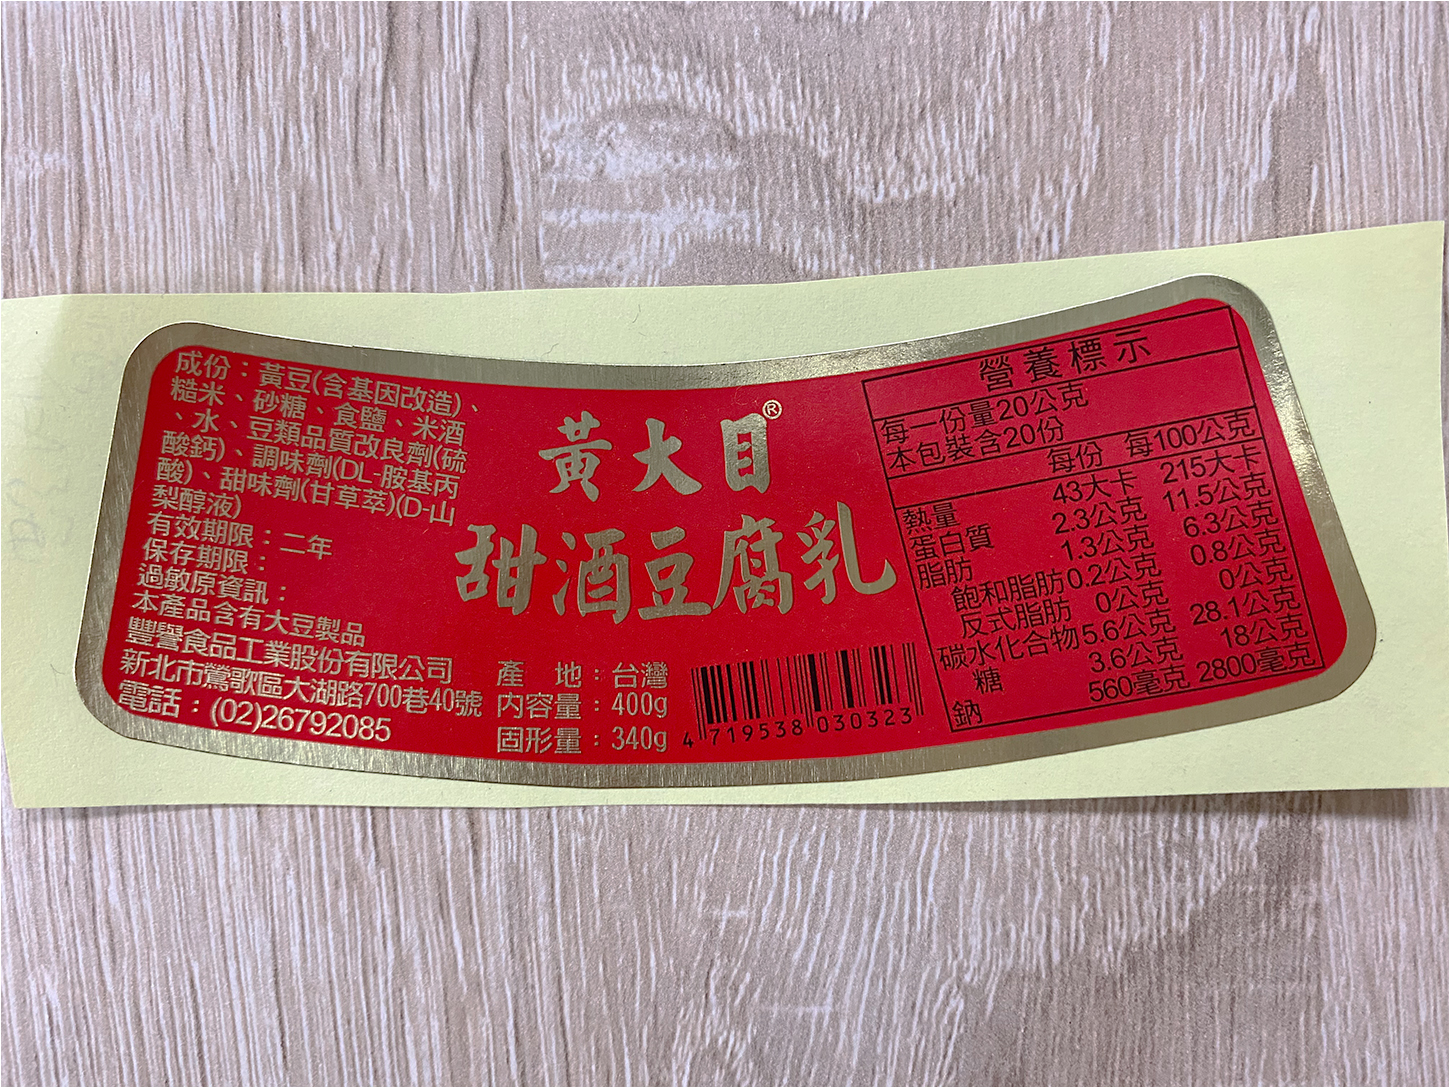 成份：黃豆(含基因改造)、
糙米、砂糖、食鹽、米酒
、水、豆類品質改良劑(硫
酸鈣)、調味劑(DL-胺基丙
酸)、甜味劑(甘草萃)(D-山
梨醇液)
有效期限：二年
保存期限：
過敏原資訊：
本產品含有大豆製品
豐譽食品工業股份有限公司
新北市鶯歌區大湖路700巷40號
電話：(02)26792085
黃大目®
甜酒豆腐乳
產 地：台灣
內容量：400g
固形量：340g
4 719538 030323
營養標示
每一份量20公克
本包裝含20份
每份 每100公克
熱量 43大卡 215大卡
蛋白質 2.3公克 11.5公克
脂肪 1.3公克 6.3公克
飽和脂肪 0.2公克 0.8公克
反式脂肪 0公克 0公克
碳水化合物 5.6公克 28.1公克
糖 3.6公克 18公克
鈉 560毫克 2800毫克